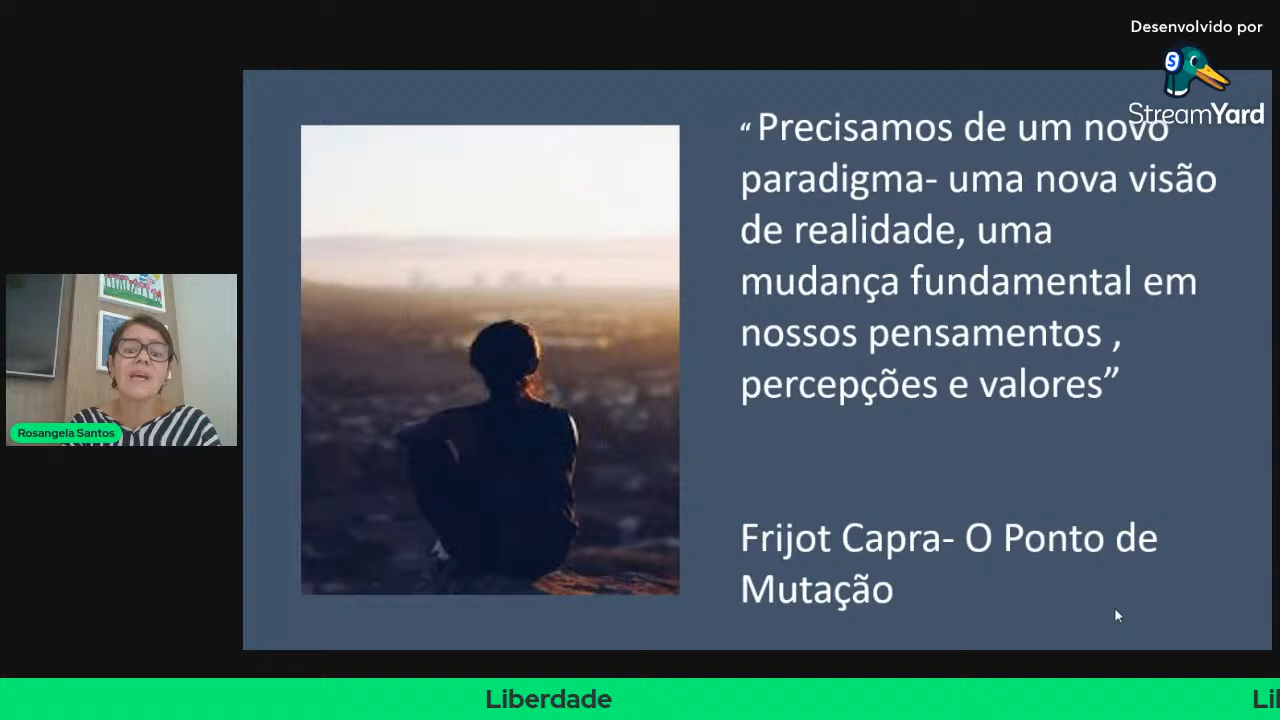 Desenvolvido por
StreamYard
“ Precisamos de um novo
paradigma- uma nova visão
de realidade, uma
mudança fundamental em
nossos pensamentos ,
percepções e valores”
Frijot Capra- O Ponto de
Mutação
Rosangela Santos
Liberdade